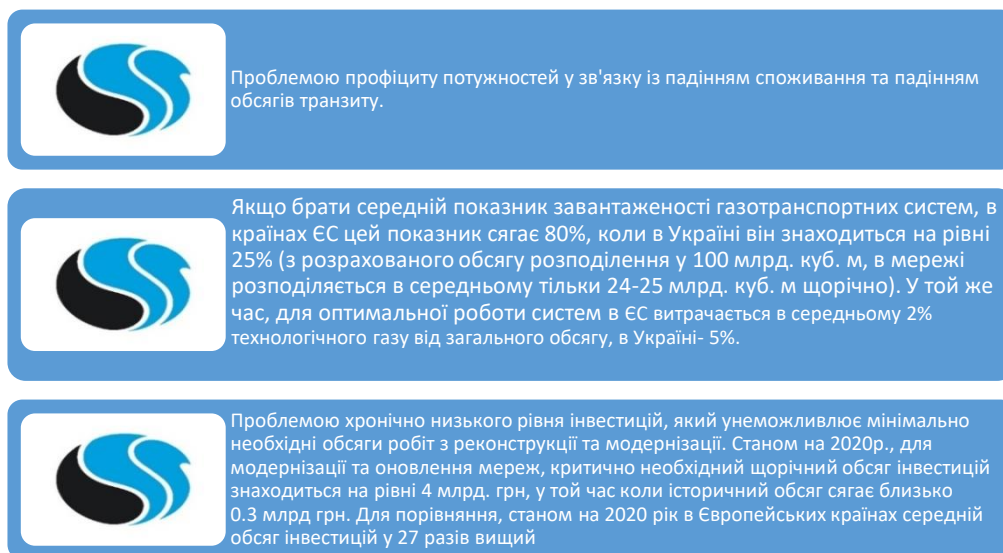 Проблемою профіциту потужностей у зв'язку із падінням споживання та падінням
обсягів транзиту.
Якщо брати середній показник завантаженості газотранспортних систем, в
країнах ЄС цей показник сягає 80%, коли в Україні він знаходиться на рівні
25% (з розрахованого обсягу розподілення у 100 млрд. куб. м, в мережі
розподіляється в середньому тільки 24-25 млрд. куб. м щорічно). У той же
час, для оптимальної роботи систем в ЄС витрачається в середньому 2%
технологічного газу від загального обсягу, в Україні- 5%.
Проблемою хронічно низького рівня інвестицій, який унеможливлює мінімально
необхідні обсяги робіт з реконструкції та модернізації. Станом на 2020р., для
модернізації та оновлення мереж, критично необхідний щорічний обсяг інвестицій
знаходиться на рівні 4 млрд. грн, у той час коли історичний обсяг сягає близько
0.3 млрд грн. Для порівняння, станом на 2020 рік в Європейських країнах середній
обсяг інвестицій у 27 разів вищий